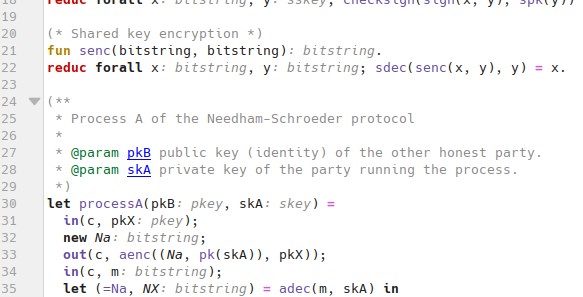 18 reduc forall x: bitstring, y: sskey; checksign(sign(x, y), spk(y))
19
20 (* Shared key encryption *)
21 fun senc(bitstring, bitstring): bitstring.
22 reduc forall x: bitstring, y: bitstring; sdec(senc(x, y), y) = x.
23
24 (**
25  * Process A of the Needham-Schroeder protocol
26  *
27  * @param pkB public key (identity) of the other honest party.
28  * @param skA private key of the party running the process.
29  *)
30 let processA(pkB: pkey, skA: skey) =
31   in(c, pkX: pkey);
32   new Na: bitstring;
33   out(c, aenc((Na, pk(skA)), pkX));
34   in(c, m: bitstring);
35   let (=Na, NX: bitstring) = adec(m, skA) in